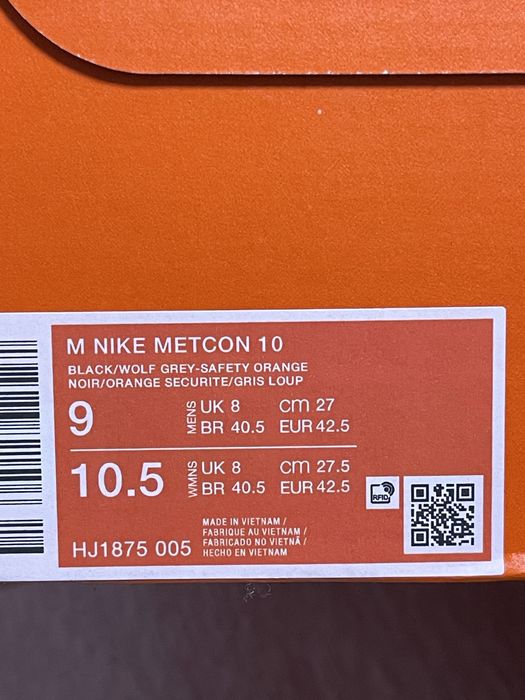 M NIKE METCON 10
BLACK/WOLF GREY-SAFETY ORANGE
NOIR/ORANGE SECURITE/GRIS LOUP
9 MENS UK 8 CM 27
BR 40.5 EUR 42.5
10.5 WMNS UK 8 CM 27.5
BR 40.5 EUR 42.5
RFID
MADE IN VIETNAM /
FABRIQUE AU VIETNAM /
FABRICADO NO VIETNÃ /
HECHO EN VIETNAM
HJ1875 005